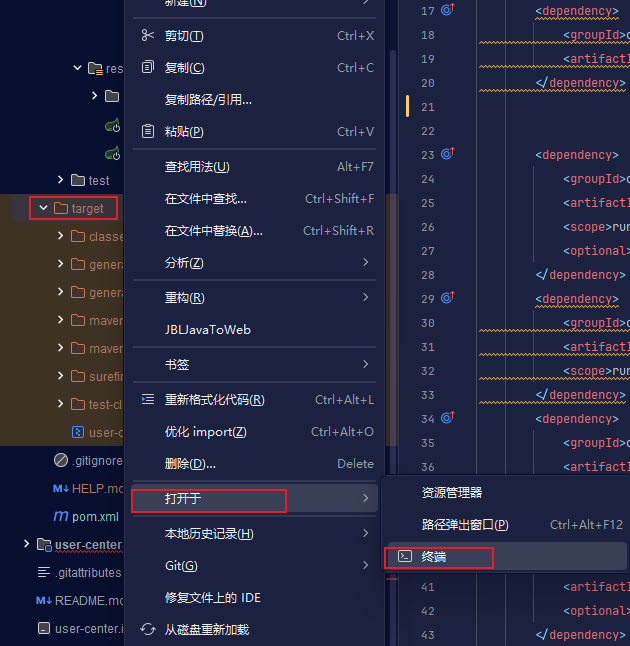 新建(N)
剪切(T) Ctrl+X
复制(C) Ctrl+C
复制路径/引用...
粘贴(P) Ctrl+V
查找用法(U) Alt+F7
在文件中查找... Ctrl+Shift+F
在文件中替换(A)... Ctrl+Shift+R
分析(Z)
重构(R)
JBLJavaToWeb
书签
重新格式化代码(R) Ctrl+Alt+L
优化 import(Z) Ctrl+Alt+O
删除(D)... Delete
打开于
本地历史记录(H)
Git(G)
修复文件上的 IDE
从磁盘重新加载
资源管理器
路径弹出窗口(P) Ctrl+Alt+F12
终端
res
test
target
classe
genera
genera
maver
maver
surefir
test-cl
user-c
.gitignore
M↓ HELP.mc
m pom.xml
user-center
.gitattributes
M↓ README.mc
user-center.i
17 <dependency>
18 <groupId>o
19 <artifactI
20 </dependency>
21
22
23 <dependency>
24 <groupId>c
25 <artifactI
26 <scope>run
27 <optional>
28 </dependency>
29 <dependency>
30 <groupId>c
31 <artifactI
32 <scope>run
33 </dependency>
34 <dependency>
35 <groupId>c
36 <artifactI
41 <artifactI
42 <optional>
43 </dependency>